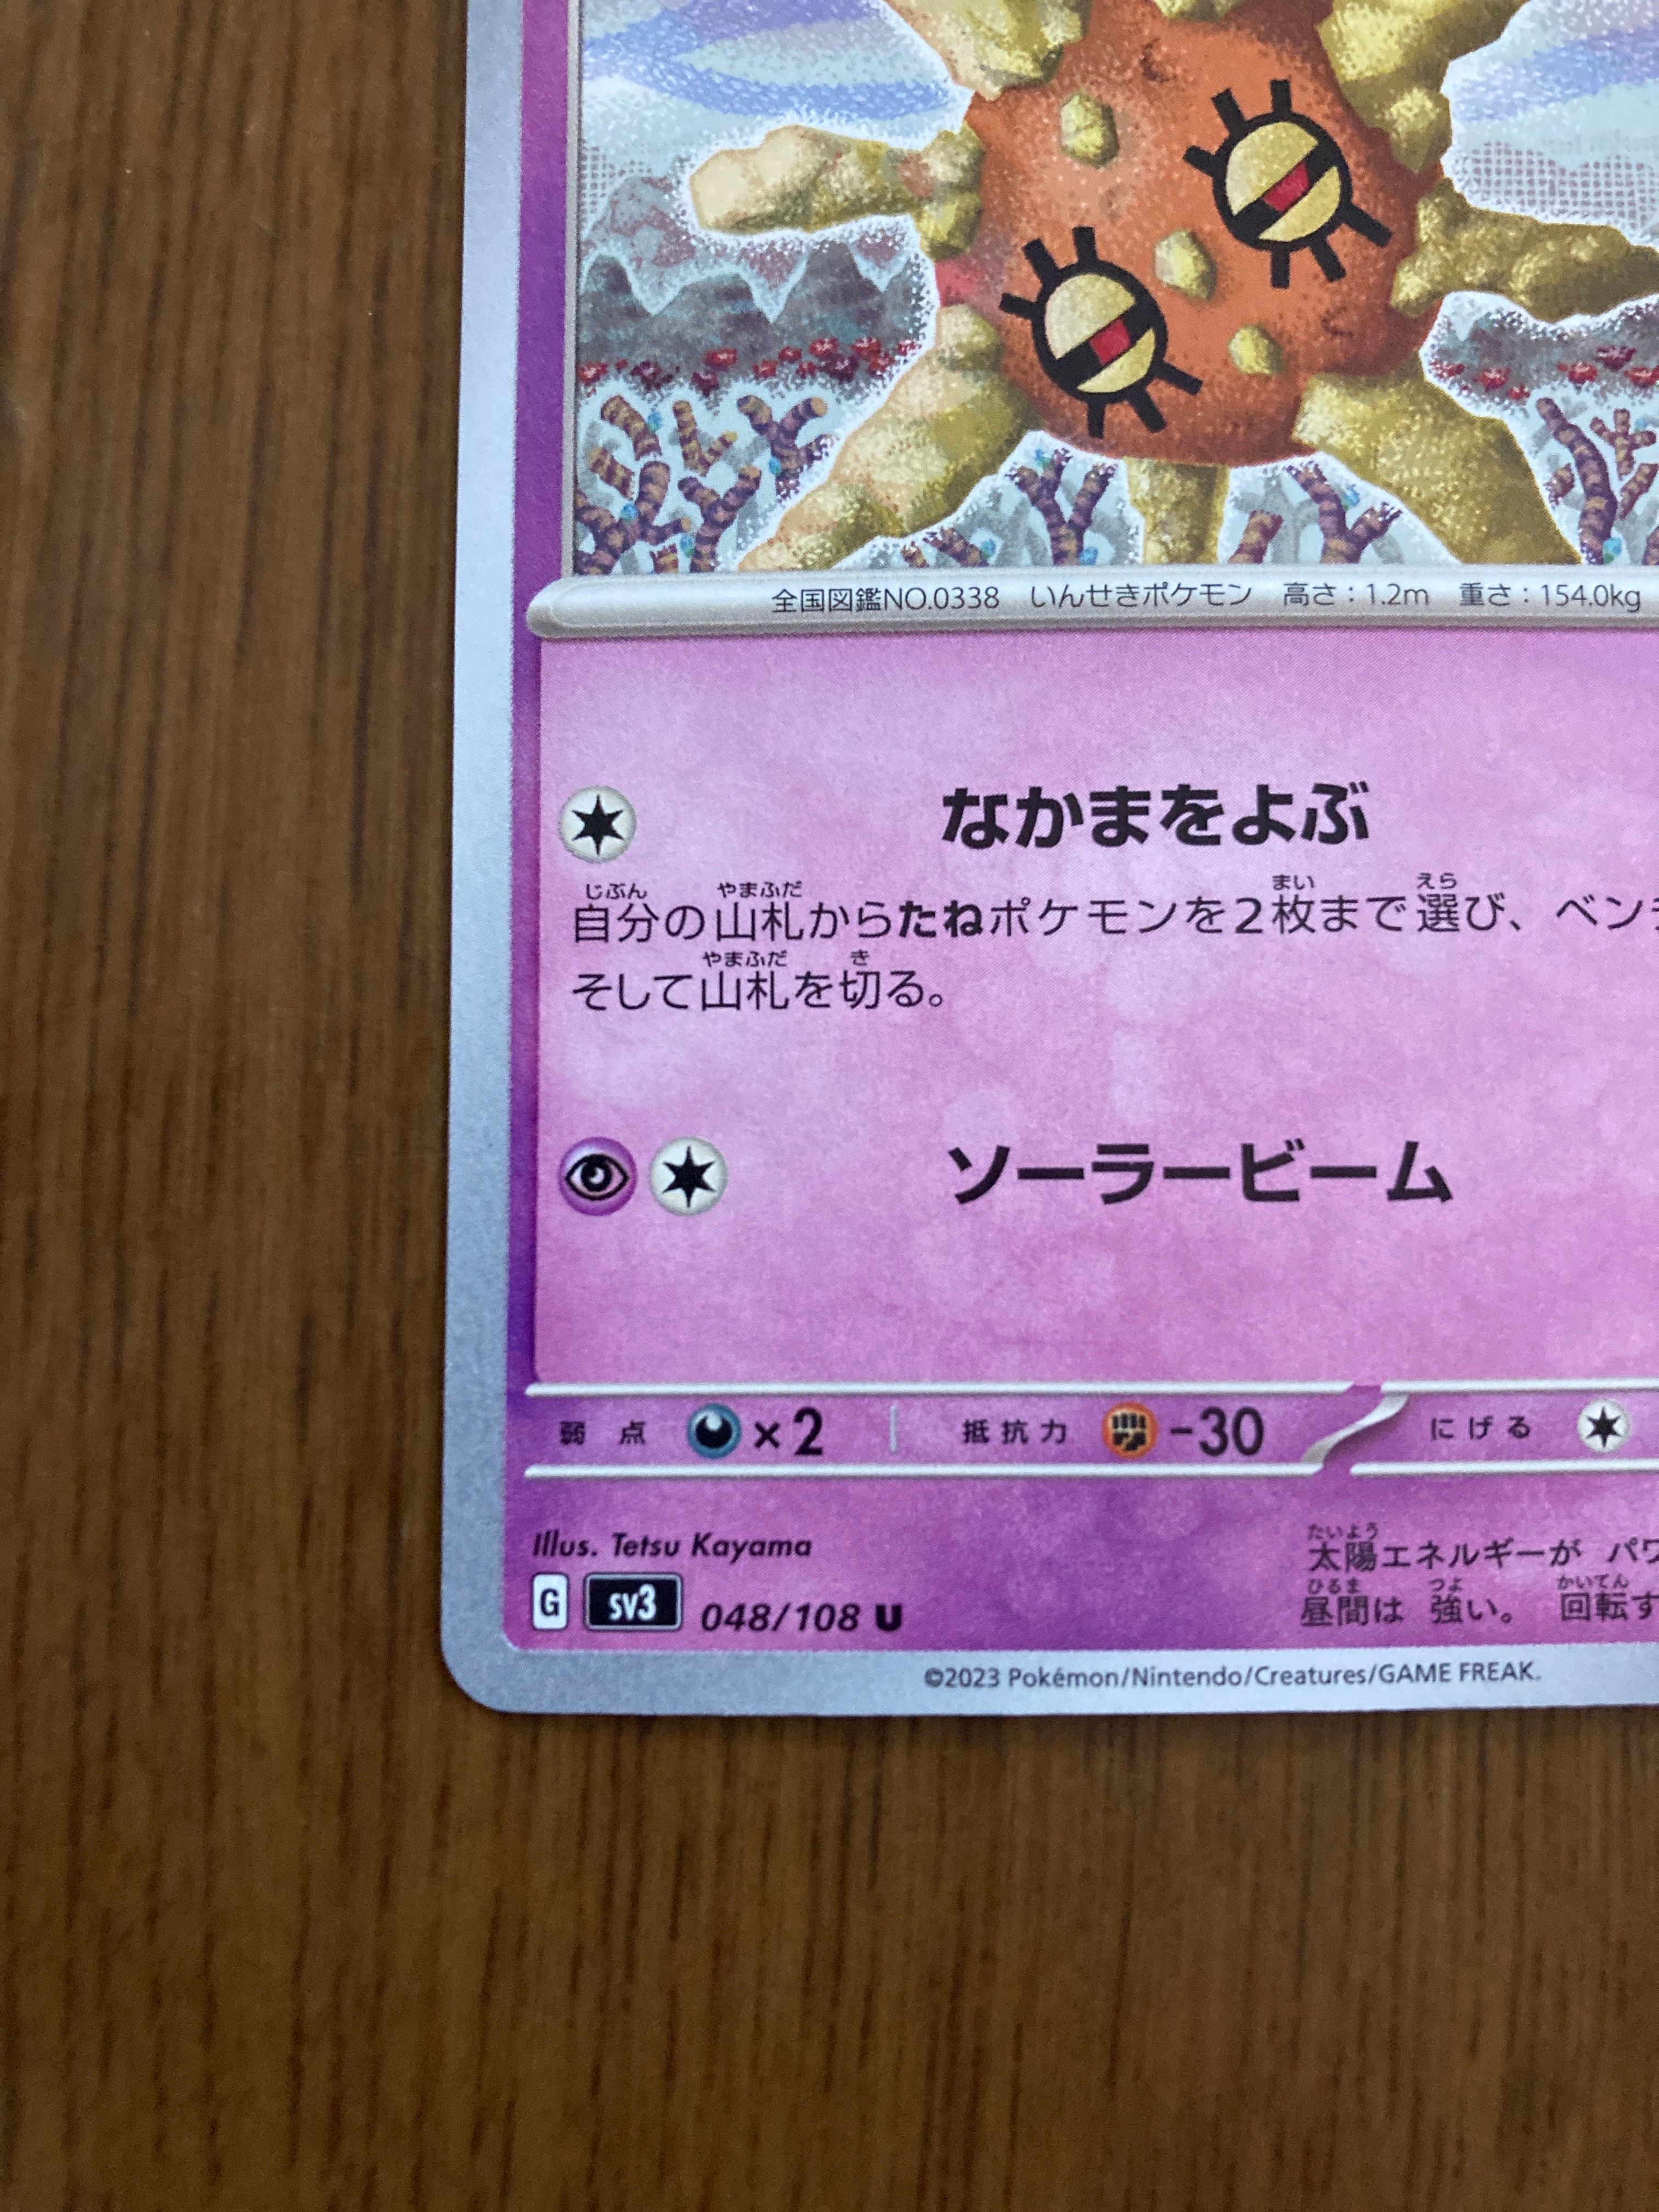 全国図鑑NO.0338 いんせきポケモン 高さ：1.2m 重さ：154.0kg
なかまをよぶ
じぶん やまふだ まい えら
自分の山札からたねポケモンを2枚まで選び、ベンチ
やまふだ き
そして山札を切る。
ソーラービーム
弱点 ×2 抵抗力 -30 にげる
Illus. Tetsu Kayama
たいよう
太陽エネルギーが パワ
ひるま つよ かいてん
昼間は 強い。 回転す
G sv3 048/108 U
©2023 Pokémon/Nintendo/Creatures/GAME FREAK.